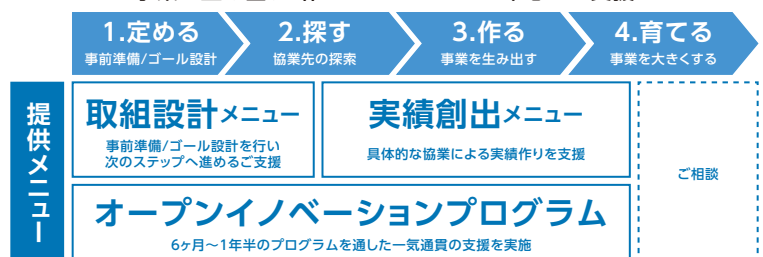 1.定める
事前準備/ゴール設計
2.探す
協業先の探索
3.作る
事業を生み出す
4.育てる
事業を大きくする
提供メニュー
取組設計メニュー
事前準備/ゴール設計を行い
次のステップへ進めるご支援
実績創出メニュー
具体的な協業による実績作りを支援
ご相談
オープンイノベーションプログラム
6ヶ月～1年半のプログラムを通した一気通貫の支援を実施